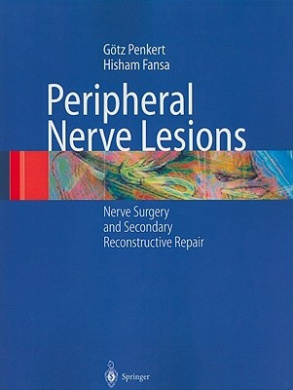 Götz Penkert
Hisham Fansa
Peripheral
Nerve Lesions
Nerve Surgery
and Secondary
Reconstructive Repair
Springer